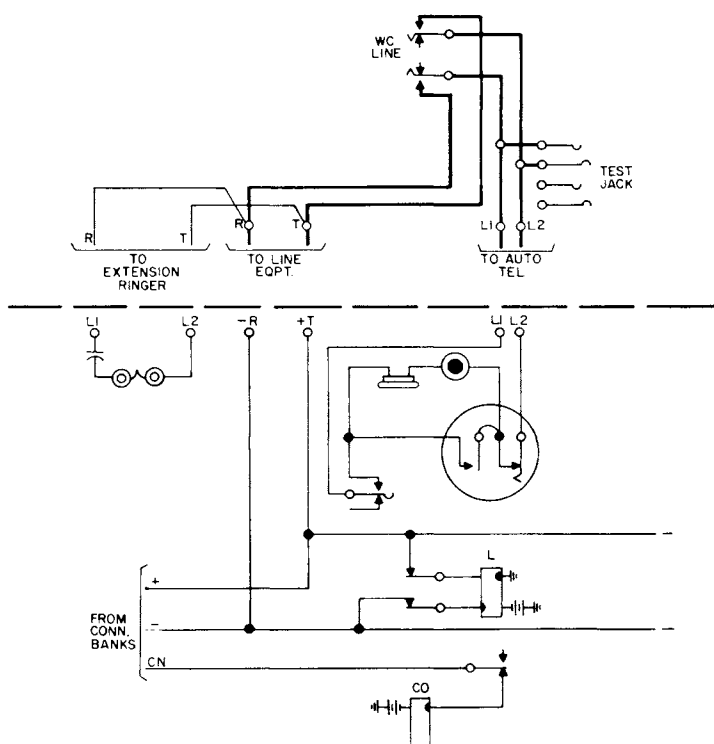 WC
LINE
TEST
JACK
R T
R T
L1 L2
TO
EXTENSION
RINGER
TO LINE
EQPT.
TO AUTO
TEL
L1 L2 -R +T L1 L2
L
+
FROM
CONN.
BANKS
-
CN
CO